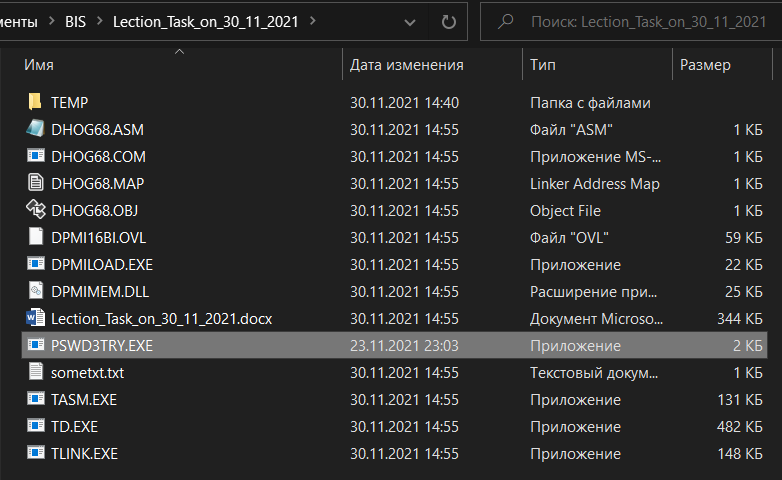 менты > BIS > Lection_Task_on_30_11_2021 > Поиск: Lection_Task_on_30_11_2021
Имя Дата изменения Тип Размер
TEMP 30.11.2021 14:40 Папка с файлами
DHOG68.ASM 30.11.2021 14:55 Файл "ASM" 1 КБ
DHOG68.COM 30.11.2021 14:55 Приложение MS-... 1 КБ
DHOG68.MAP 30.11.2021 14:55 Linker Address Map 1 КБ
DHOG68.OBJ 30.11.2021 14:55 Object File 1 КБ
DPMI16BI.OVL 30.11.2021 14:55 Файл "OVL" 59 КБ
DPMILOAD.EXE 30.11.2021 14:55 Приложение 22 КБ
DPMIMEM.DLL 30.11.2021 14:55 Расширение при... 25 КБ
Lection_Task_on_30_11_2021.docx 30.11.2021 14:55 Документ Microso... 344 КБ
PSWD3TRY.EXE 23.11.2021 23:03 Приложение 2 КБ
sometxt.txt 30.11.2021 14:55 Текстовый докум... 1 КБ
TASM.EXE 30.11.2021 14:55 Приложение 131 КБ
TD.EXE 30.11.2021 14:55 Приложение 482 КБ
TLINK.EXE 30.11.2021 14:55 Приложение 148 КБ